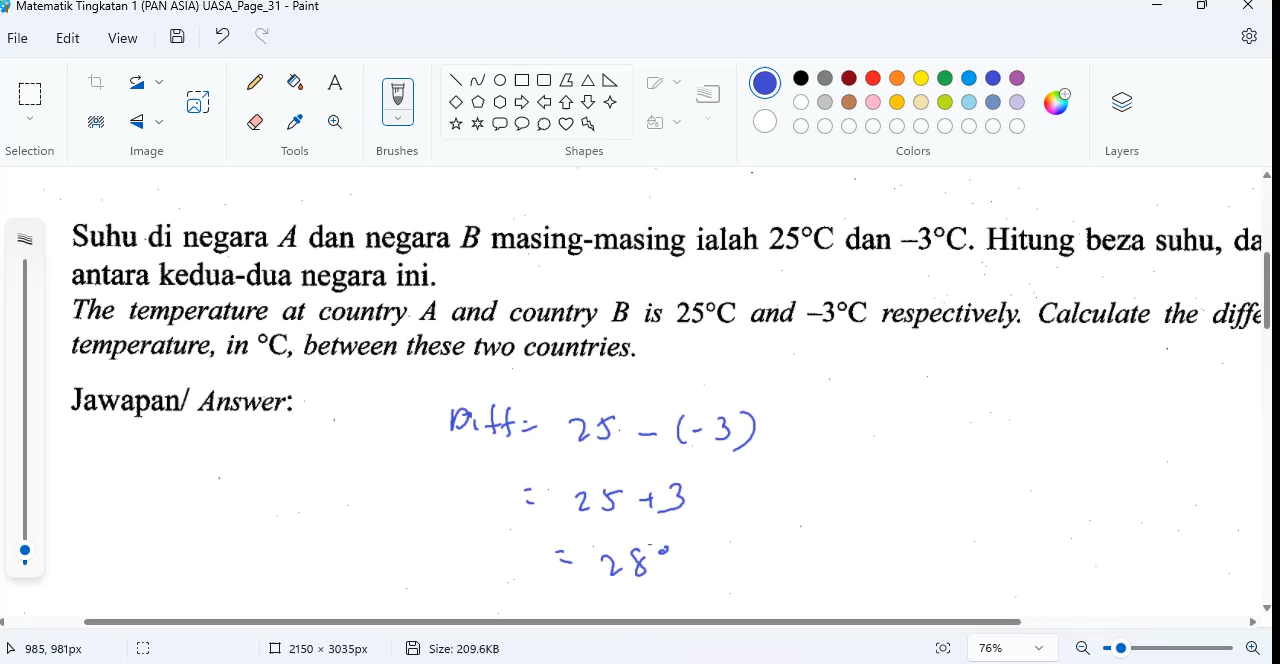 Matematik Tingkatan 1 (PAN ASIA) UASA_Page_31 - Paint
File Edit View
Selection Image Tools Brushes Shapes Colors Layers
Suhu di negara A dan negara B masing-masing ialah 25°C dan –3°C. Hitung beza suhu, da
antara kedua-dua negara ini.
The temperature at country A and country B is 25°C and –3°C respectively. Calculate the diffe
temperature, in °C, between these two countries.
Jawapan/ Answer:
Diff = 25 - (-3)
= 25 + 3
= 28°
985, 981px 2150 × 3035px Size: 209.6KB 76%